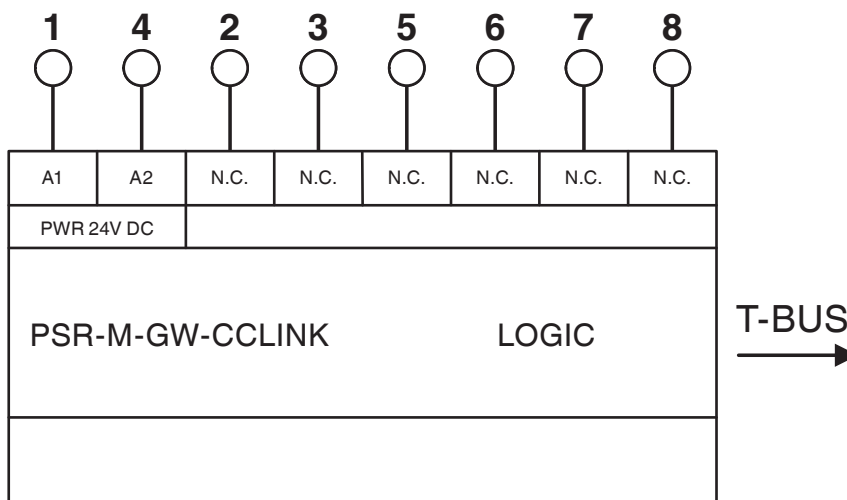 1 4 2 3 5 6 7 8
A1 A2 N.C. N.C. N.C. N.C. N.C. N.C.
PWR 24V DC
PSR-M-GW-CCLINK LOGIC
T-BUS